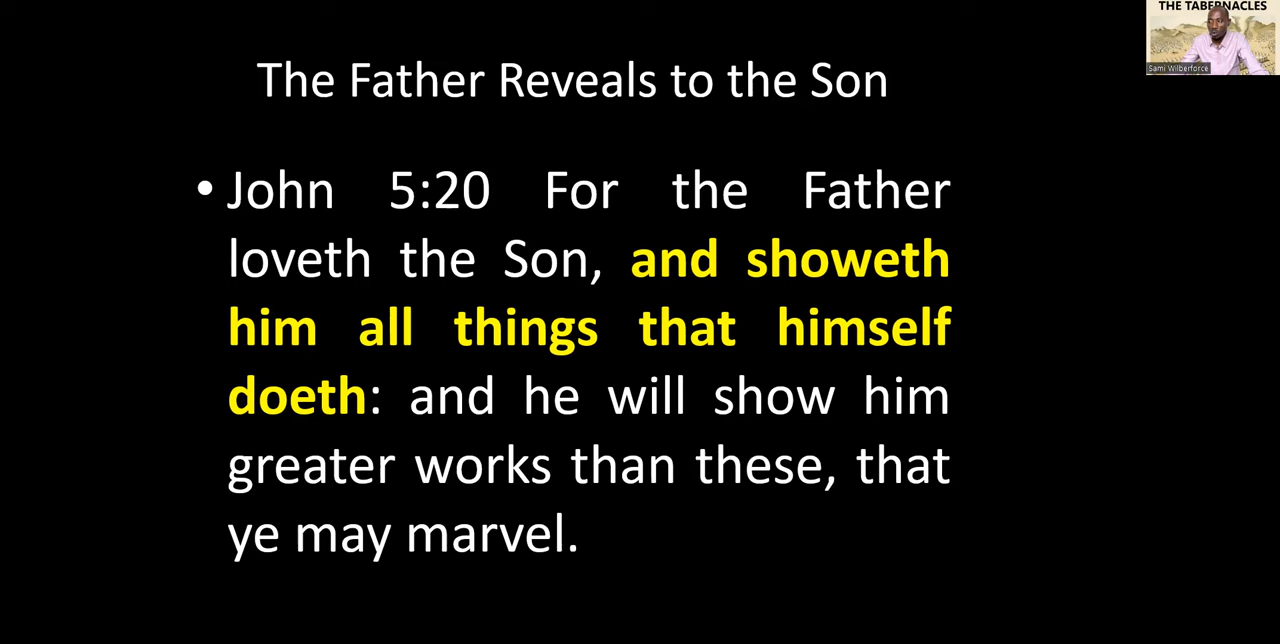 THE TABERNACLES
Sami Wilberforce
The Father Reveals to the Son
• John 5:20 For the Father
loveth the Son, and showeth
him all things that himself
doeth: and he will show him
greater works than these, that
ye may marvel.